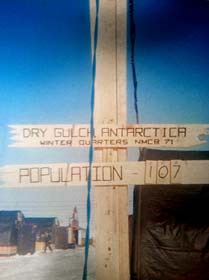 DRY GULCH, ANTARCTICA
WINTER QUARTERS NMCB 71
POPULATION - 107